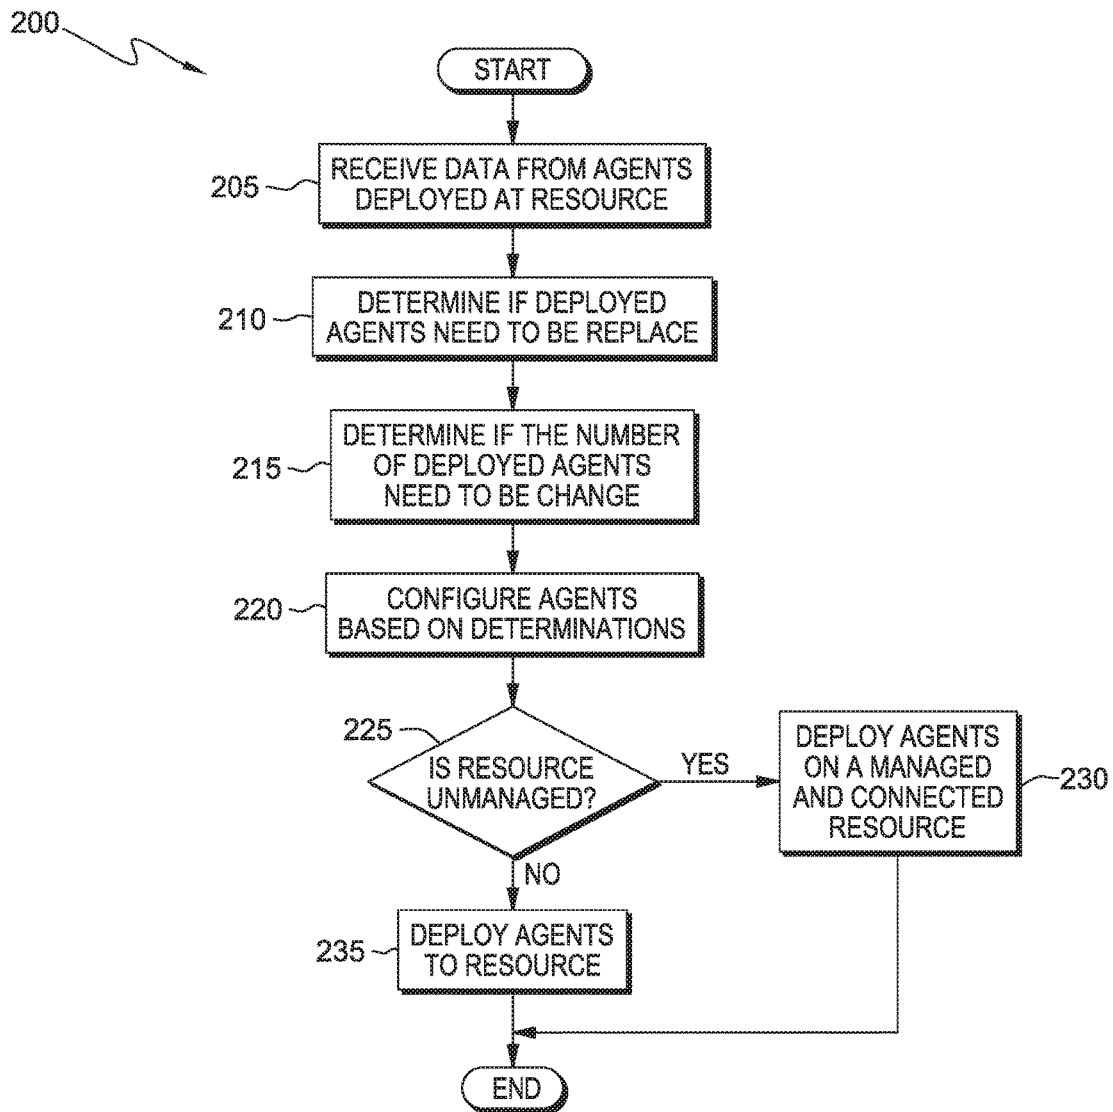 200
START
205
RECEIVE DATA FROM AGENTS
DEPLOYED AT RESOURCE
210
DETERMINE IF DEPLOYED
AGENTS NEED TO BE REPLACE
215
DETERMINE IF THE NUMBER
OF DEPLOYED AGENTS
NEED TO BE CHANGE
220
CONFIGURE AGENTS
BASED ON DETERMINATIONS
225
IS RESOURCE
UNMANAGED?
YES
DEPLOY AGENTS
ON A MANAGED
AND CONNECTED
RESOURCE
230
NO
235
DEPLOY AGENTS
TO RESOURCE
END